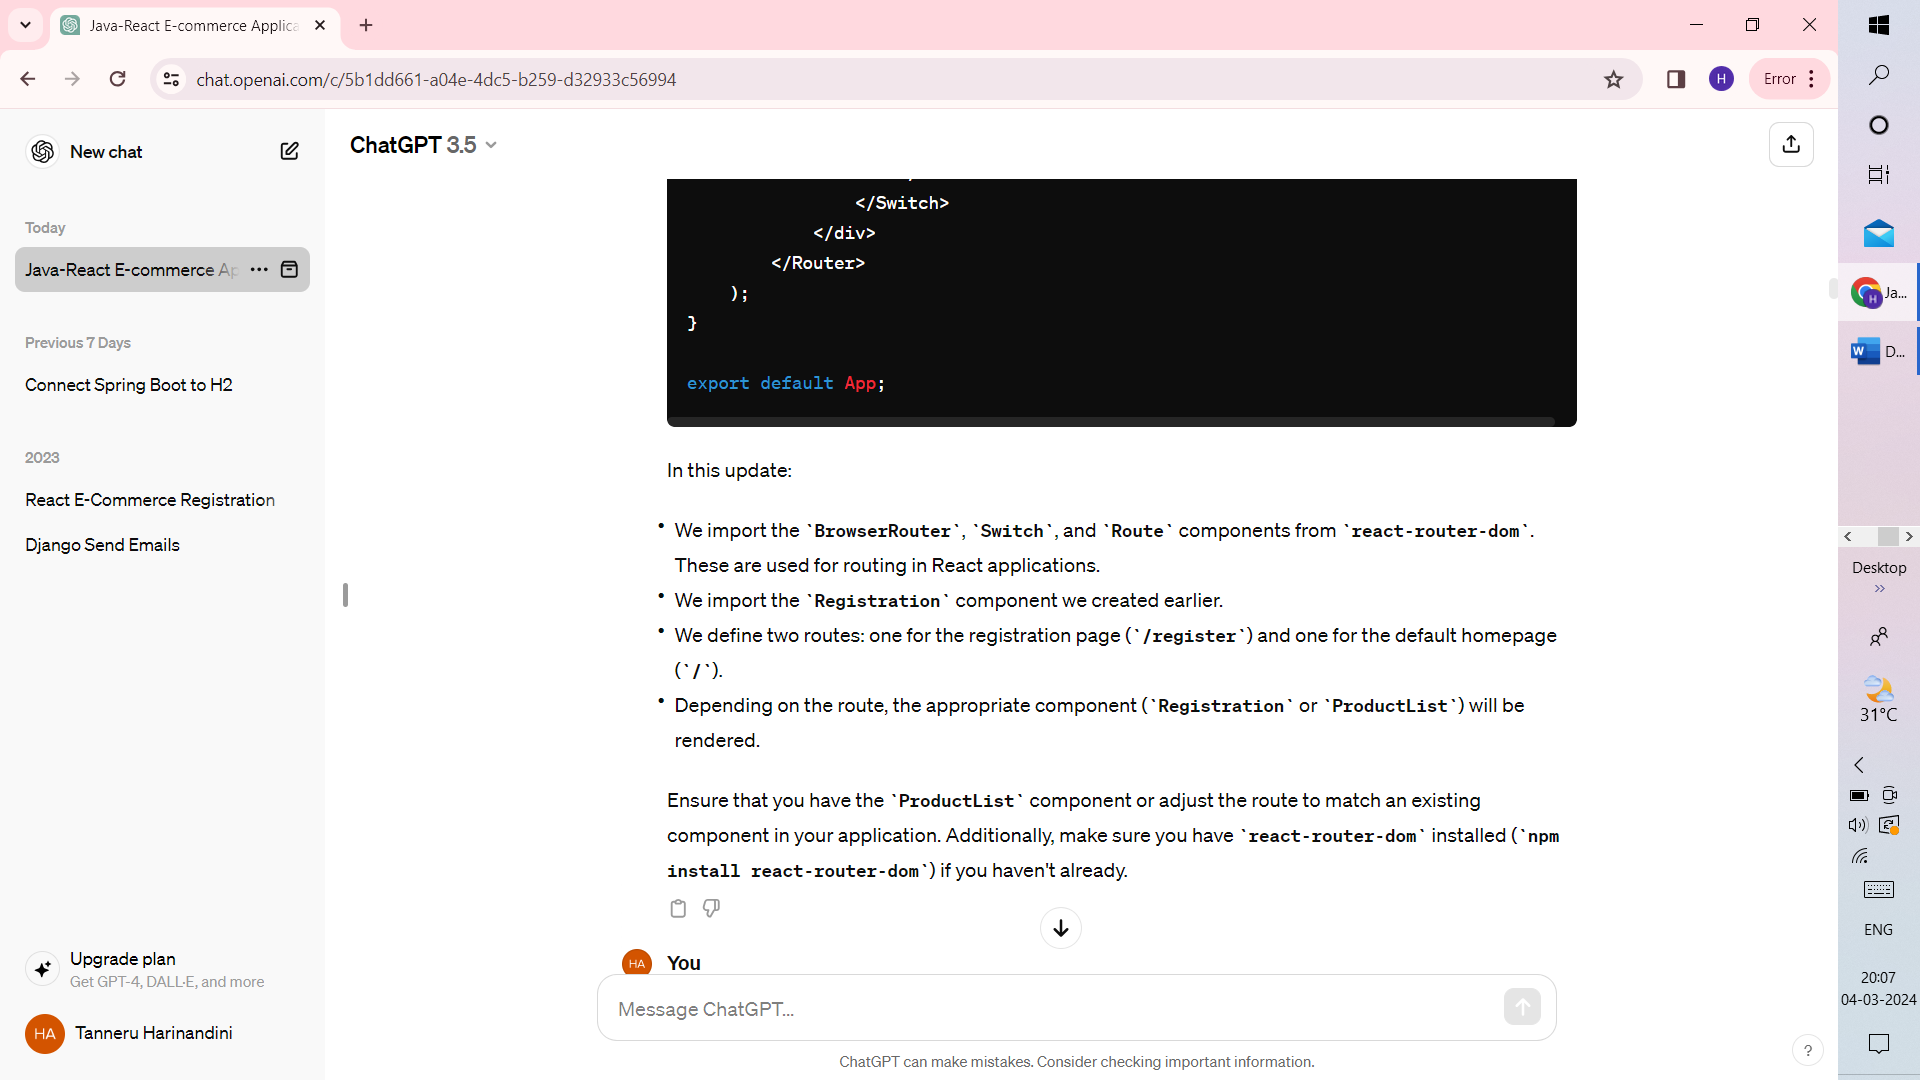 Java-React E-commerce Applica
chat.openai.com/c/5b1dd661-a04e-4dc5-b259-d32933c56994
H
Error
New chat
Today
Java-React E-commerce Ap
Previous 7 Days
Connect Spring Boot to H2
2023
React E-Commerce Registration
Django Send Emails
Upgrade plan
Get GPT-4, DALL·E, and more
HA
Tanneru Harinandini
ChatGPT 3.5
</Switch>
</div>
</Router>
);
}
export default App;
In this update:
• We import the `BrowserRouter`, `Switch`, and `Route` components from `react-router-dom`.
These are used for routing in React applications.
• We import the `Registration` component we created earlier.
• We define two routes: one for the registration page (`/register`) and one for the default homepage
(`/`).
• Depending on the route, the appropriate component (`Registration` or `ProductList`) will be
rendered.
Ensure that you have the `ProductList` component or adjust the route to match an existing
component in your application. Additionally, make sure you have `react-router-dom` installed (`npm
install react-router-dom`) if you haven't already.
HA
You
Message ChatGPT...
ChatGPT can make mistakes. Consider checking important information.
?
H
Ja...
W
D...
Desktop
31°C
ENG
20:07
04-03-2024